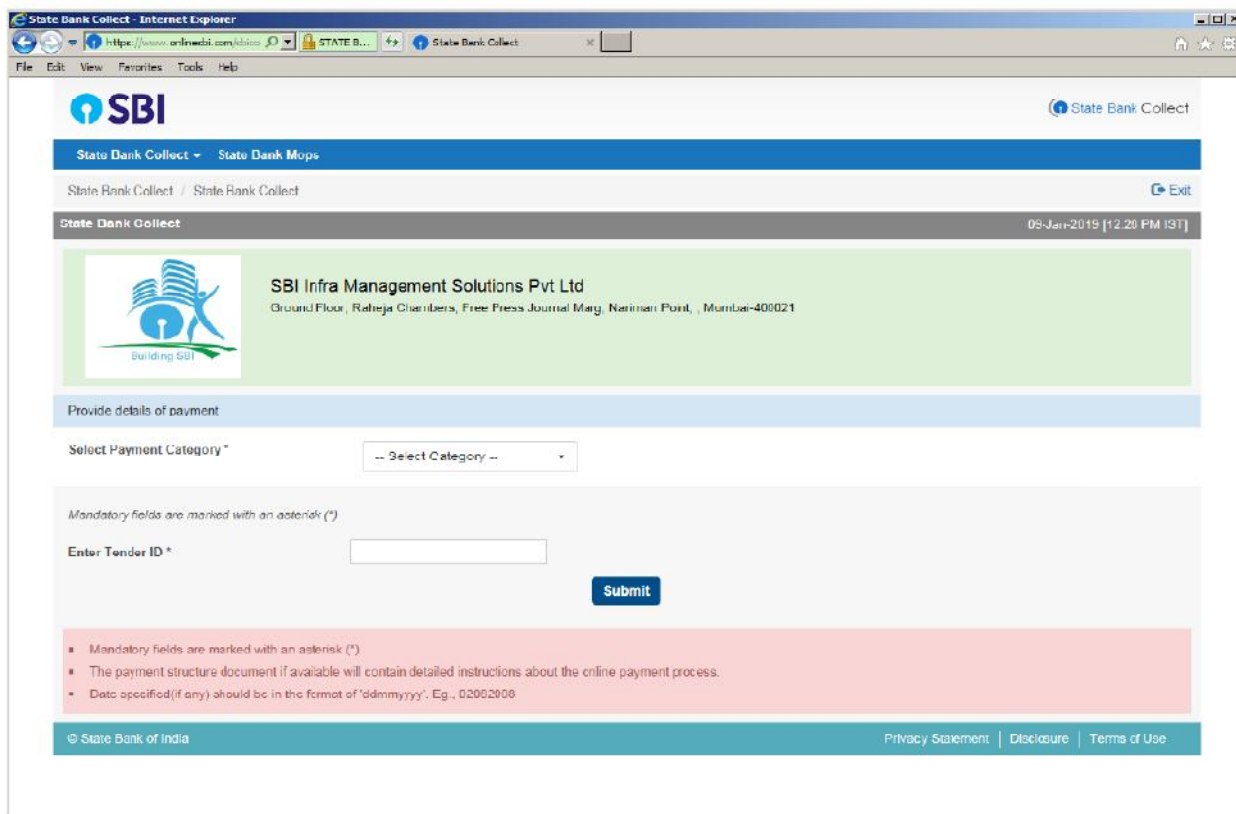 State Bank Collect - Internet Explorer
https://www.onlinesbi.com/sbico STATE B... State Bank Collect
File Edit View Favorites Tools Help
SBI
State Bank Collect
State Bank Collect State Bank Mops
State Bank Collect / State Bank Collect
Exit
State Bank Collect
09-Jan-2019 [12:20 PM IST]
Building SBI
SBI Infra Management Solutions Pvt Ltd
Ground Floor, Raheja Chambers, Free Press Journal Marg, Nariman Point, , Mumbai-400021
Provide details of payment
Select Payment Category *
-- Select Category --
Mandatory fields are marked with an asterisk (*)
Enter Tender ID *
Submit
Mandatory fields are marked with an asterisk (*)
The payment structure document if available will contain detailed instructions about the online payment process.
Date specified(if any) should be in the format of 'ddmmyyyy'. Eg., 02082008
© State Bank of India
Privacy Statement | Disclosure | Terms of Use